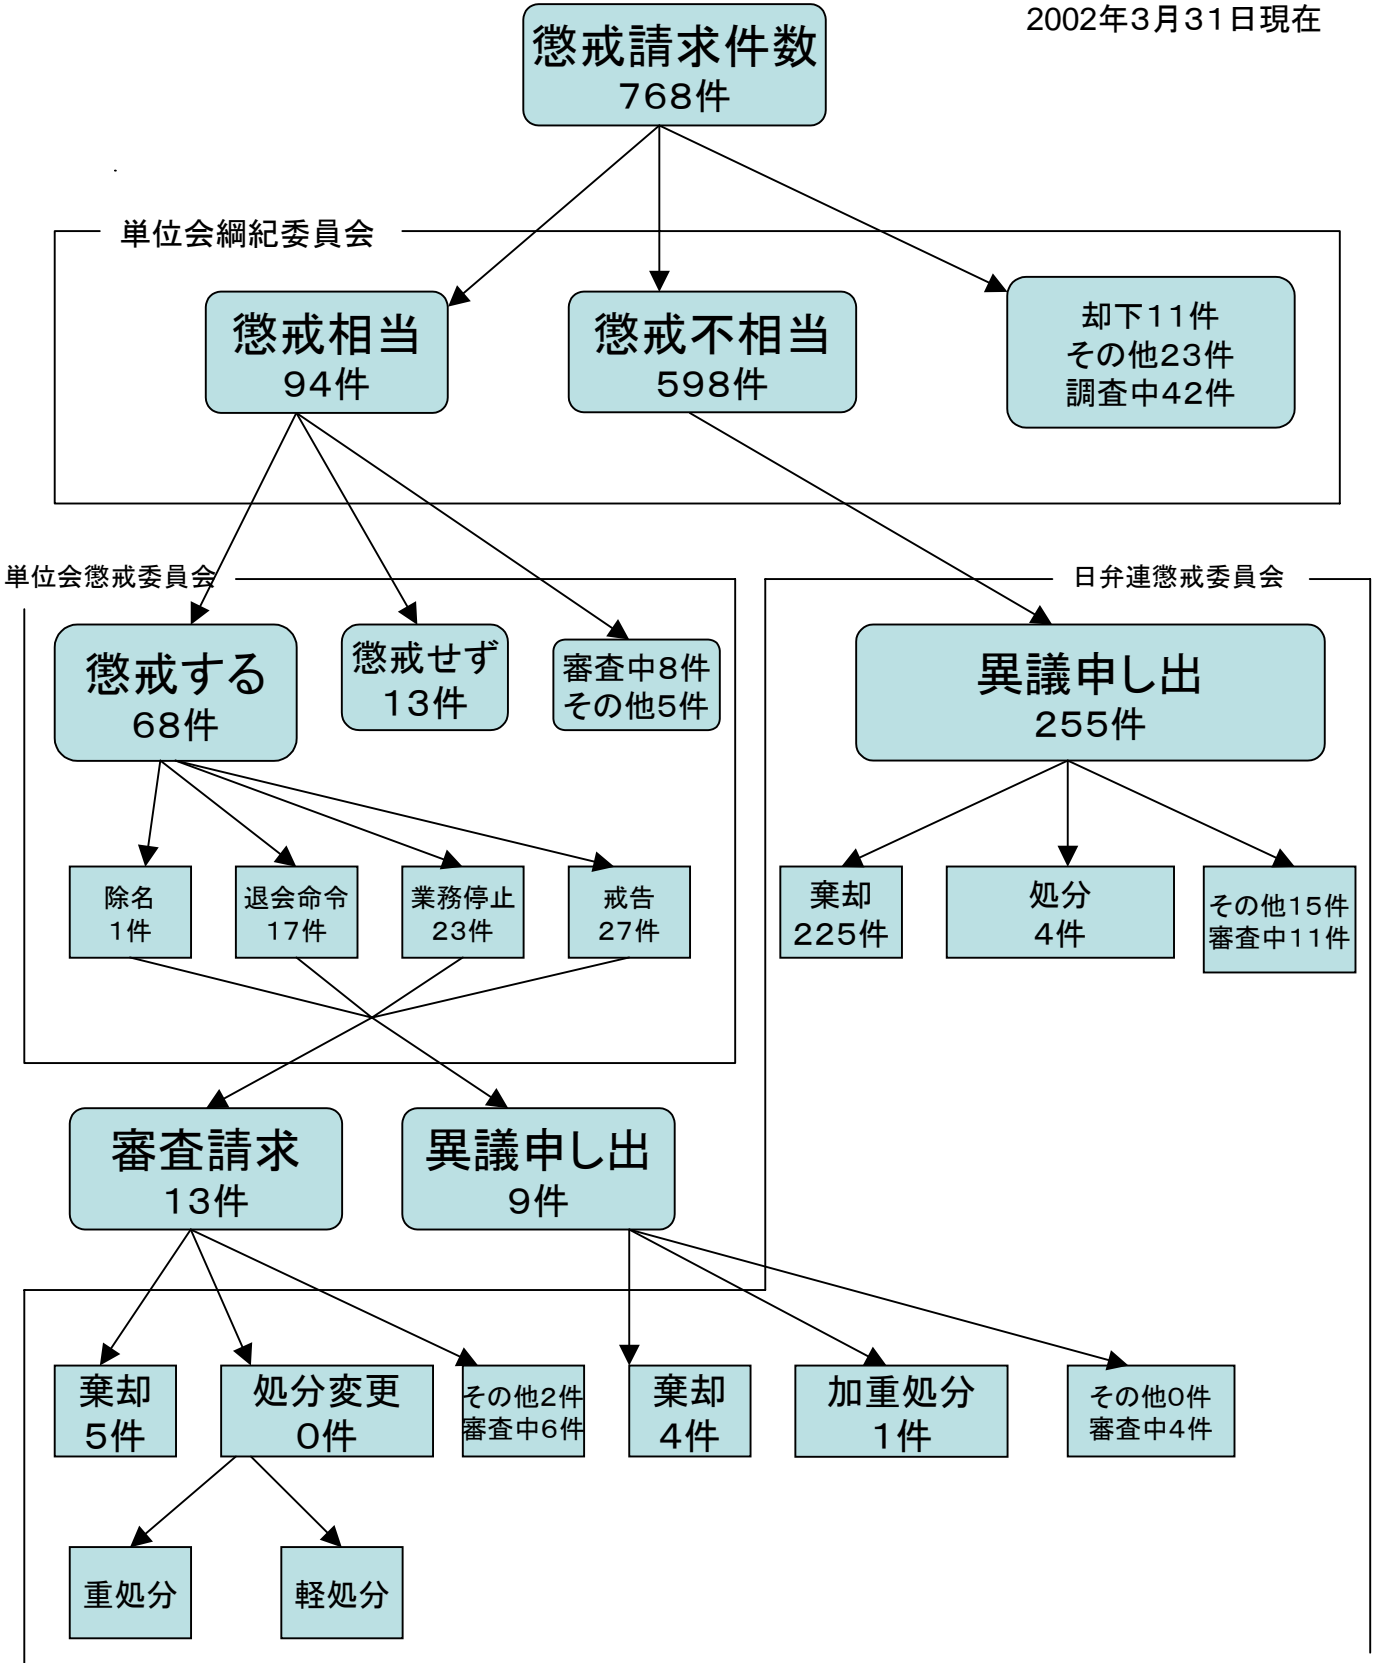 2002年3月31日現在
懲戒請求件数
768件
単位会綱紀委員会
懲戒相当
94件
懲戒不相当
598件
却下11件
その他23件
調査中42件
単位会懲戒委員会
日弁連懲戒委員会
懲戒する
68件
懲戒せず
13件
審査中8件
その他5件
異議申し出
255件
除名
1件
退会命令
17件
業務停止
23件
戒告
27件
棄却
225件
処分
4件
その他15件
審査中11件
審査請求
13件
異議申し出
9件
棄却
5件
処分変更
0件
その他2件
審査中6件
棄却
4件
加重処分
1件
その他0件
審査中4件
重処分
軽処分